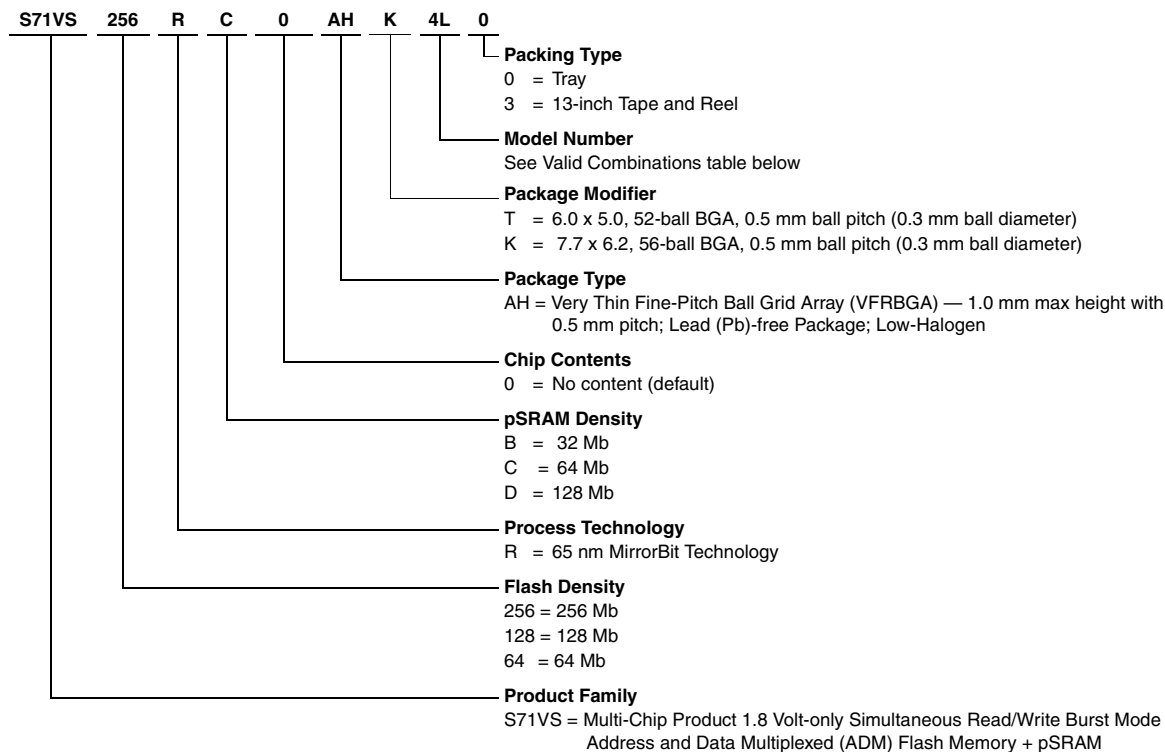 S71VS 256 R C 0 AH K 4L 0
Packing Type
0 = Tray
3 = 13-inch Tape and Reel
Model Number
See Valid Combinations table below
Package Modifier
T = 6.0 x 5.0, 52-ball BGA, 0.5 mm ball pitch (0.3 mm ball diameter)
K = 7.7 x 6.2, 56-ball BGA, 0.5 mm ball pitch (0.3 mm ball diameter)
Package Type
AH = Very Thin Fine-Pitch Ball Grid Array (VFRBGA) — 1.0 mm max height with
0.5 mm pitch; Lead (Pb)-free Package; Low-Halogen
Chip Contents
0 = No content (default)
pSRAM Density
B = 32 Mb
C = 64 Mb
D = 128 Mb
Process Technology
R = 65 nm MirrorBit Technology
Flash Density
256 = 256 Mb
128 = 128 Mb
64 = 64 Mb
Product Family
S71VS = Multi-Chip Product 1.8 Volt-only Simultaneous Read/Write Burst Mode
Address and Data Multiplexed (ADM) Flash Memory + pSRAM